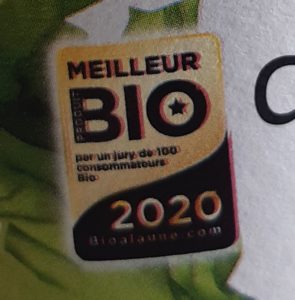 MEILLEUR
PRODUIT
BIO
par un jury de 100
consommateurs
Bio
2020
Bioalaune.com